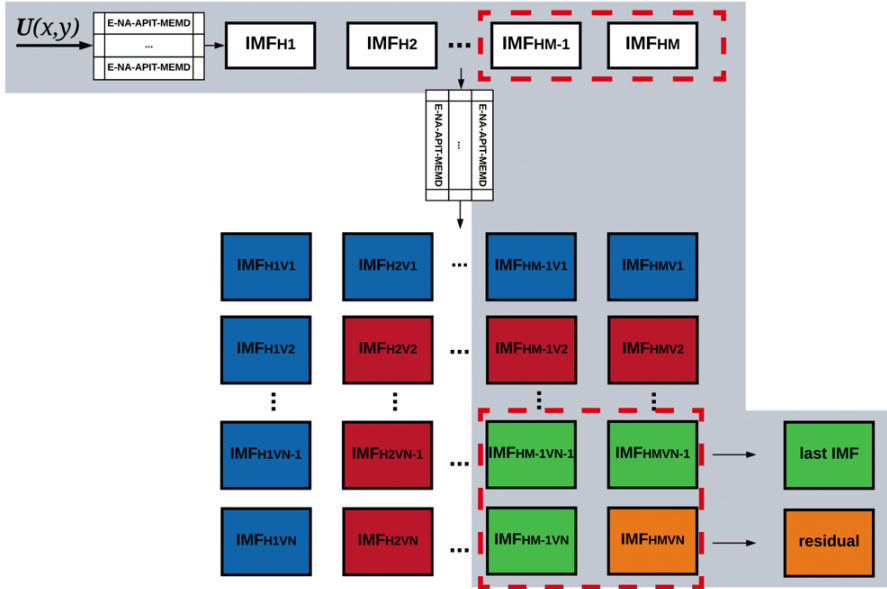 U(x,y)
E-NA-APIT-MEMD
...
E-NA-APIT-MEMD
IMFH1
IMFH2
...
IMFHM-1
IMFHM
E-NA-APIT-MEMD
...
E-NA-APIT-MEMD
IMFH1V1
IMFH2V1
...
IMFHM-1V1
IMFHMV1
IMFH1V2
IMFH2V2
...
IMFHM-1V2
IMFHMV2
...
...
...
...
IMFH1VN-1
IMFH2VN-1
...
IMFHM-1VN-1
IMFHMVN-1
last IMF
IMFH1VN
IMFH2VN
...
IMFHM-1VN
IMFHMVN
residual